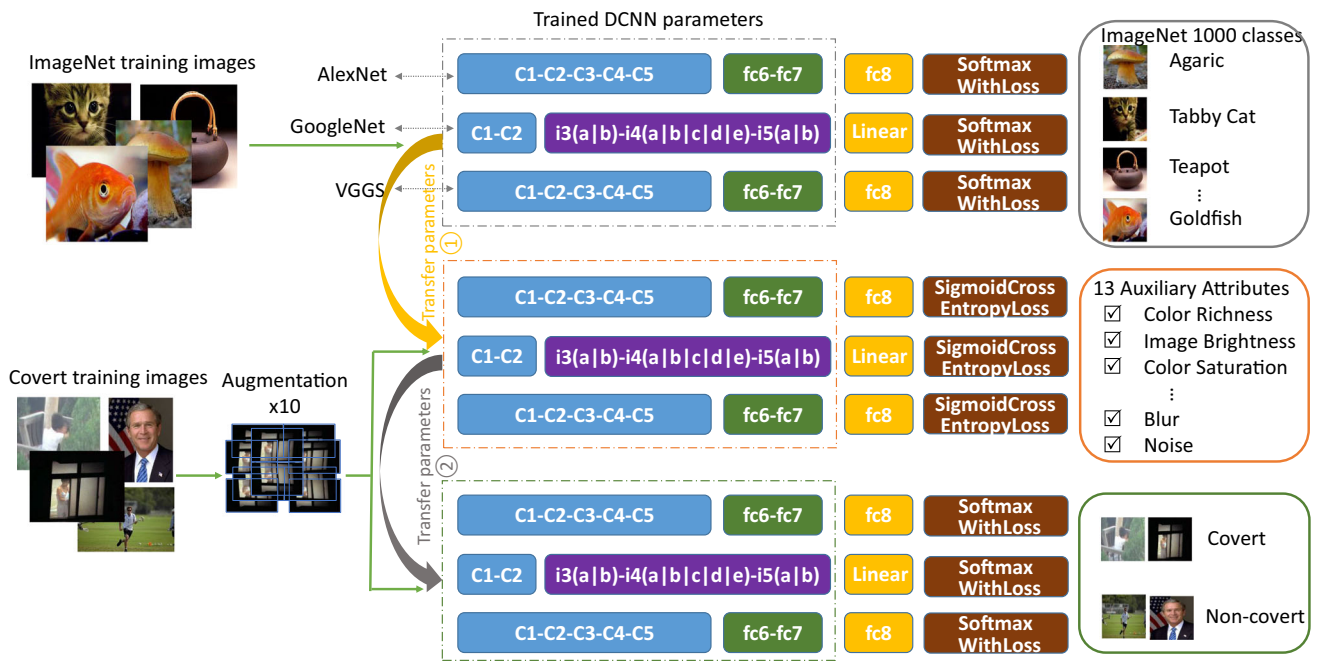 Trained DCNN parameters
ImageNet training images
AlexNet
C1-C2-C3-C4-C5
fc6-fc7
fc8
Softmax
WithLoss
GoogleNet
C1-C2
i3(a|b)-i4(a|b|c|d|e)-i5(a|b)
Linear
Softmax
WithLoss
VGGS
C1-C2-C3-C4-C5
fc6-fc7
fc8
Softmax
WithLoss
ImageNet 1000 classes
Agaric
Tabby Cat
Teapot
⋮
Goldfish
Transfer parameters
①
C1-C2-C3-C4-C5
fc6-fc7
fc8
SigmoidCross
EntropyLoss
C1-C2
i3(a|b)-i4(a|b|c|d|e)-i5(a|b)
Linear
SigmoidCross
EntropyLoss
C1-C2-C3-C4-C5
fc6-fc7
fc8
SigmoidCross
EntropyLoss
13 Auxiliary Attributes
☑ Color Richness
☑ Image Brightness
☑ Color Saturation
⋮
☑ Blur
☑ Noise
Covert training images
Augmentation
x10
Transfer parameters
②
C1-C2-C3-C4-C5
fc6-fc7
fc8
Softmax
WithLoss
C1-C2
i3(a|b)-i4(a|b|c|d|e)-i5(a|b)
Linear
Softmax
WithLoss
C1-C2-C3-C4-C5
fc6-fc7
fc8
Softmax
WithLoss
Covert
Non-covert